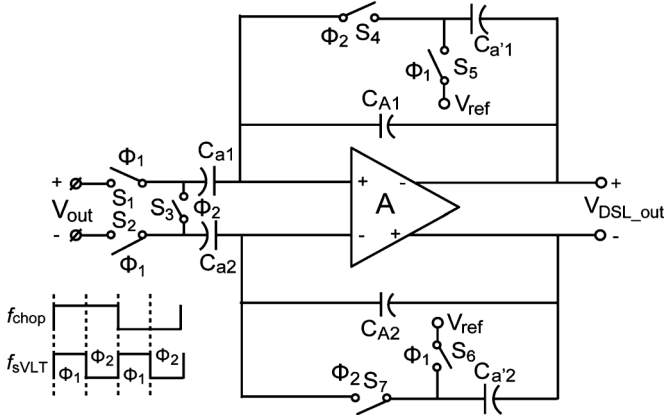 Φ2 S4 Ca'1
Φ1 S5
Vref
CA1
Φ1 Ca1
+ S1 + -
Vout S3 Φ2 A VDSL_out
S2
- Φ1 Ca2 - +
+
-
CA2
Vref
fchop
Φ1 S6
fsVLT Φ1 Φ2 Φ1 Φ2
Φ2 S7 Ca'2